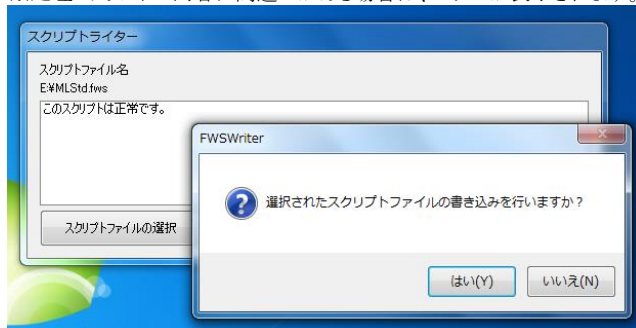 スクリプトライター
スクリプトファイル名
E:¥MLStd.fws
このスクリプトは正常です。
スクリプトファイルの選択
FWSWriter
選択されたスクリプトファイルの書き込みを行いますか？
はい(Y)
いいえ(N)